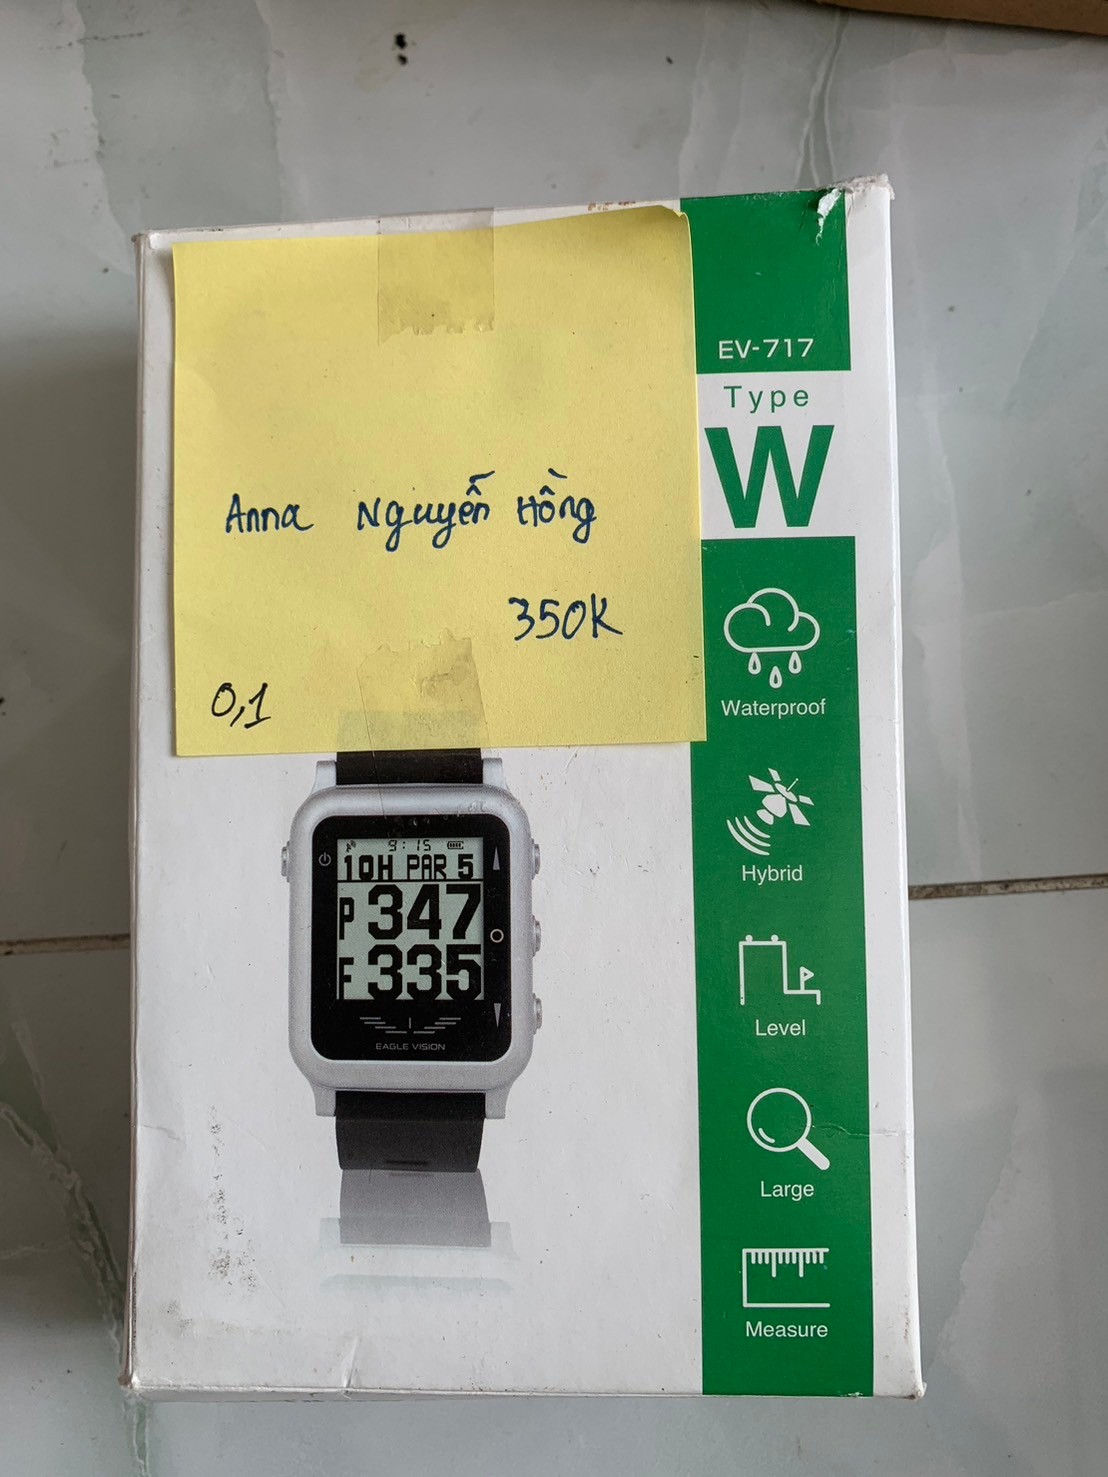 Anna Nguyễn Hồng
350K
0,1
EV-717
Type
W
Waterproof
Hybrid
Level
Large
Measure
9:15
10H PAR 5
P 347
F 335
EAGLE VISION